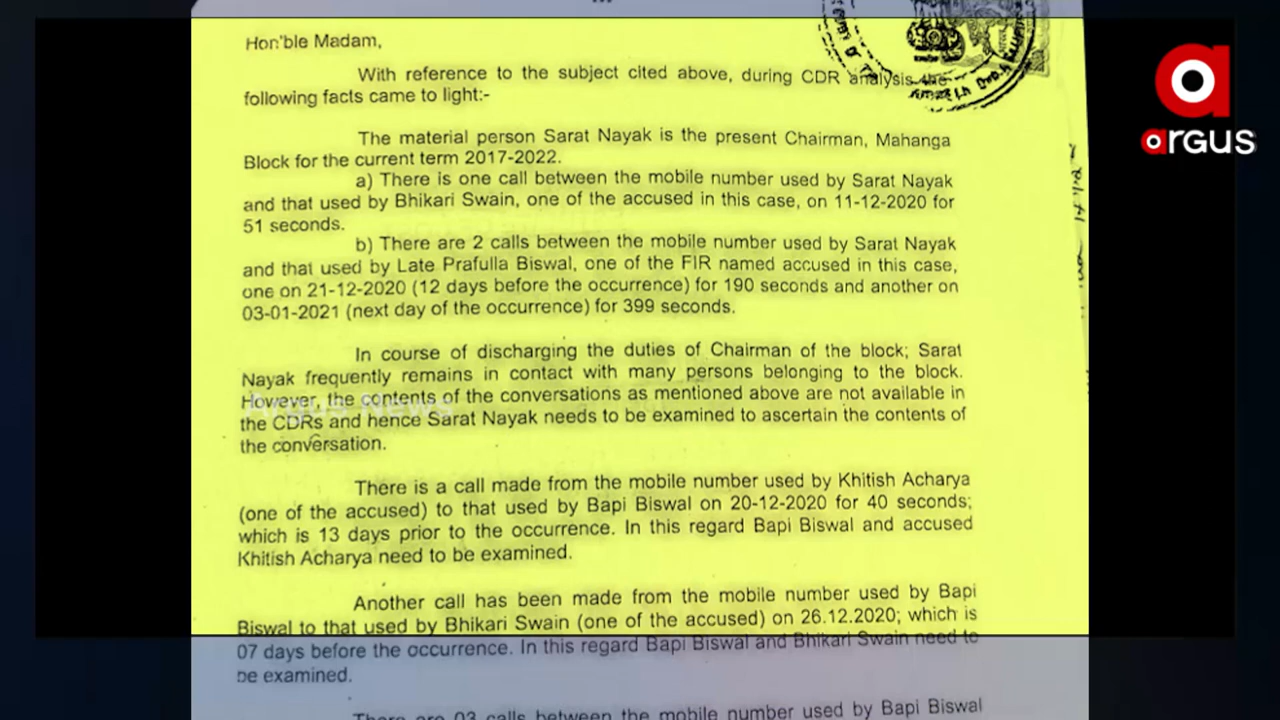 Hon'ble Madam,
With reference to the subject cited above, during CDR analysis the
following facts came to light:-
The material person Sarat Nayak is the present Chairman, Mahanga
Block for the current term 2017-2022.
a) There is one call between the mobile number used by Sarat Nayak
and that used by Bhikari Swain, one of the accused in this case, on 11-12-2020 for
51 seconds.
b) There are 2 calls between the mobile number used by Sarat Nayak
and that used by Late Prafulla Biswal, one of the FIR named accused in this case,
one on 21-12-2020 (12 days before the occurrence) for 190 seconds and another on
03-01-2021 (next day of the occurrence) for 399 seconds.
In course of discharging the duties of Chairman of the block; Sarat
Nayak frequently remains in contact with many persons belonging to the block.
However, the contents of the conversations as mentioned above are not available in
the CDRs and hence Sarat Nayak needs to be examined to ascertain the contents of
the conversation.
There is a call made from the mobile number used by Khitish Acharya
(one of the accused) to that used by Bapi Biswal on 20-12-2020 for 40 seconds;
which is 13 days prior to the occurrence. In this regard Bapi Biswal and accused
Khitish Acharya need to be examined.
Another call has been made from the mobile number used by Bapi
Biswal to that used by Bhikari Swain (one of the accused) on 26.12.2020; which is
07 days before the occurrence. In this regard Bapi Biswal and Bhikari Swain need to
be examined.
There are 03 calls between the mobile number used by Bapi Biswal
Argus News
argus